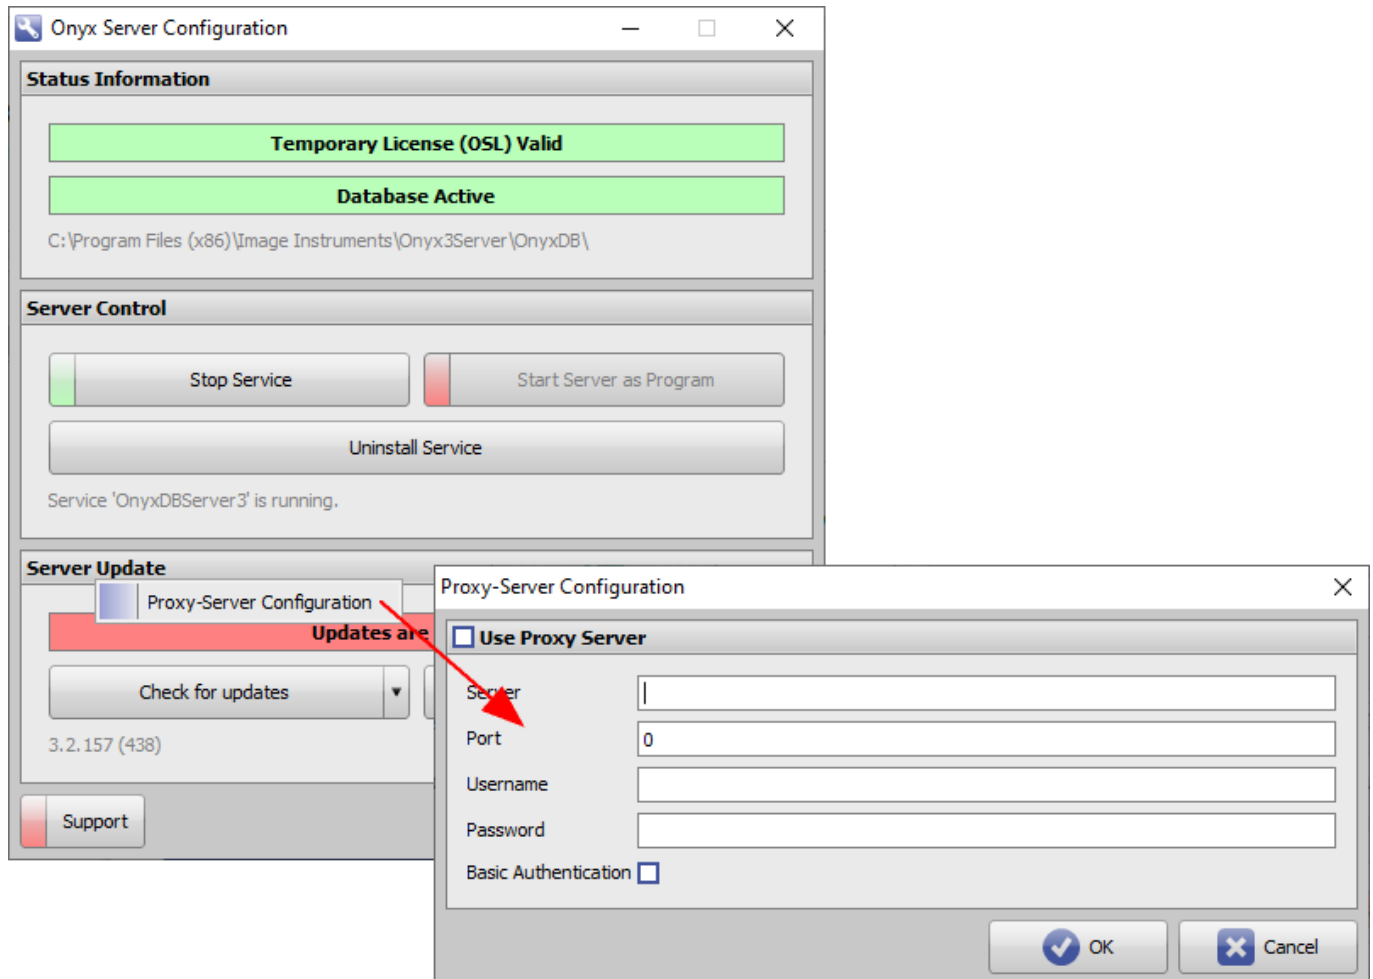 Onyx Server Configuration
Status Information
Temporary License (OSL) Valid
Database Active
C:\Program Files (x86)\Image Instruments\Onyx3Server\OnyxDB\
Server Control
Stop Service
Start Server as Program
Uninstall Service
Service 'OnyxDBServer3' is running.
Server Update
Proxy-Server Configuration
Updates are
Check for updates
3.2.157 (438)
Support
Proxy-Server Configuration
Use Proxy Server
Server
Port 0
Username
Password
Basic Authentication
OK Cancel